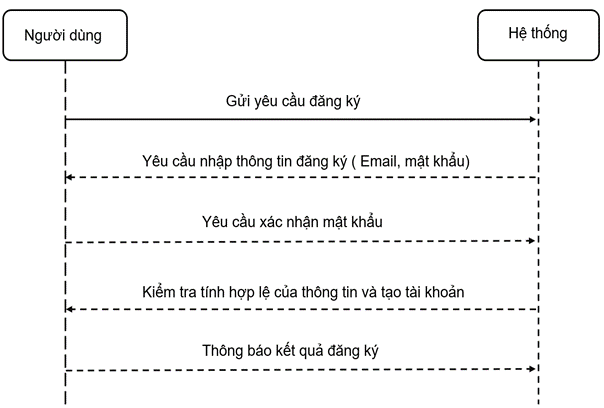 Người dùng
Hệ thống
Gửi yêu cầu đăng ký
Yêu cầu nhập thông tin đăng ký ( Email, mật khẩu)
Yêu cầu xác nhận mật khẩu
Kiểm tra tính hợp lệ của thông tin và tạo tài khoản
Thông báo kết quả đăng ký